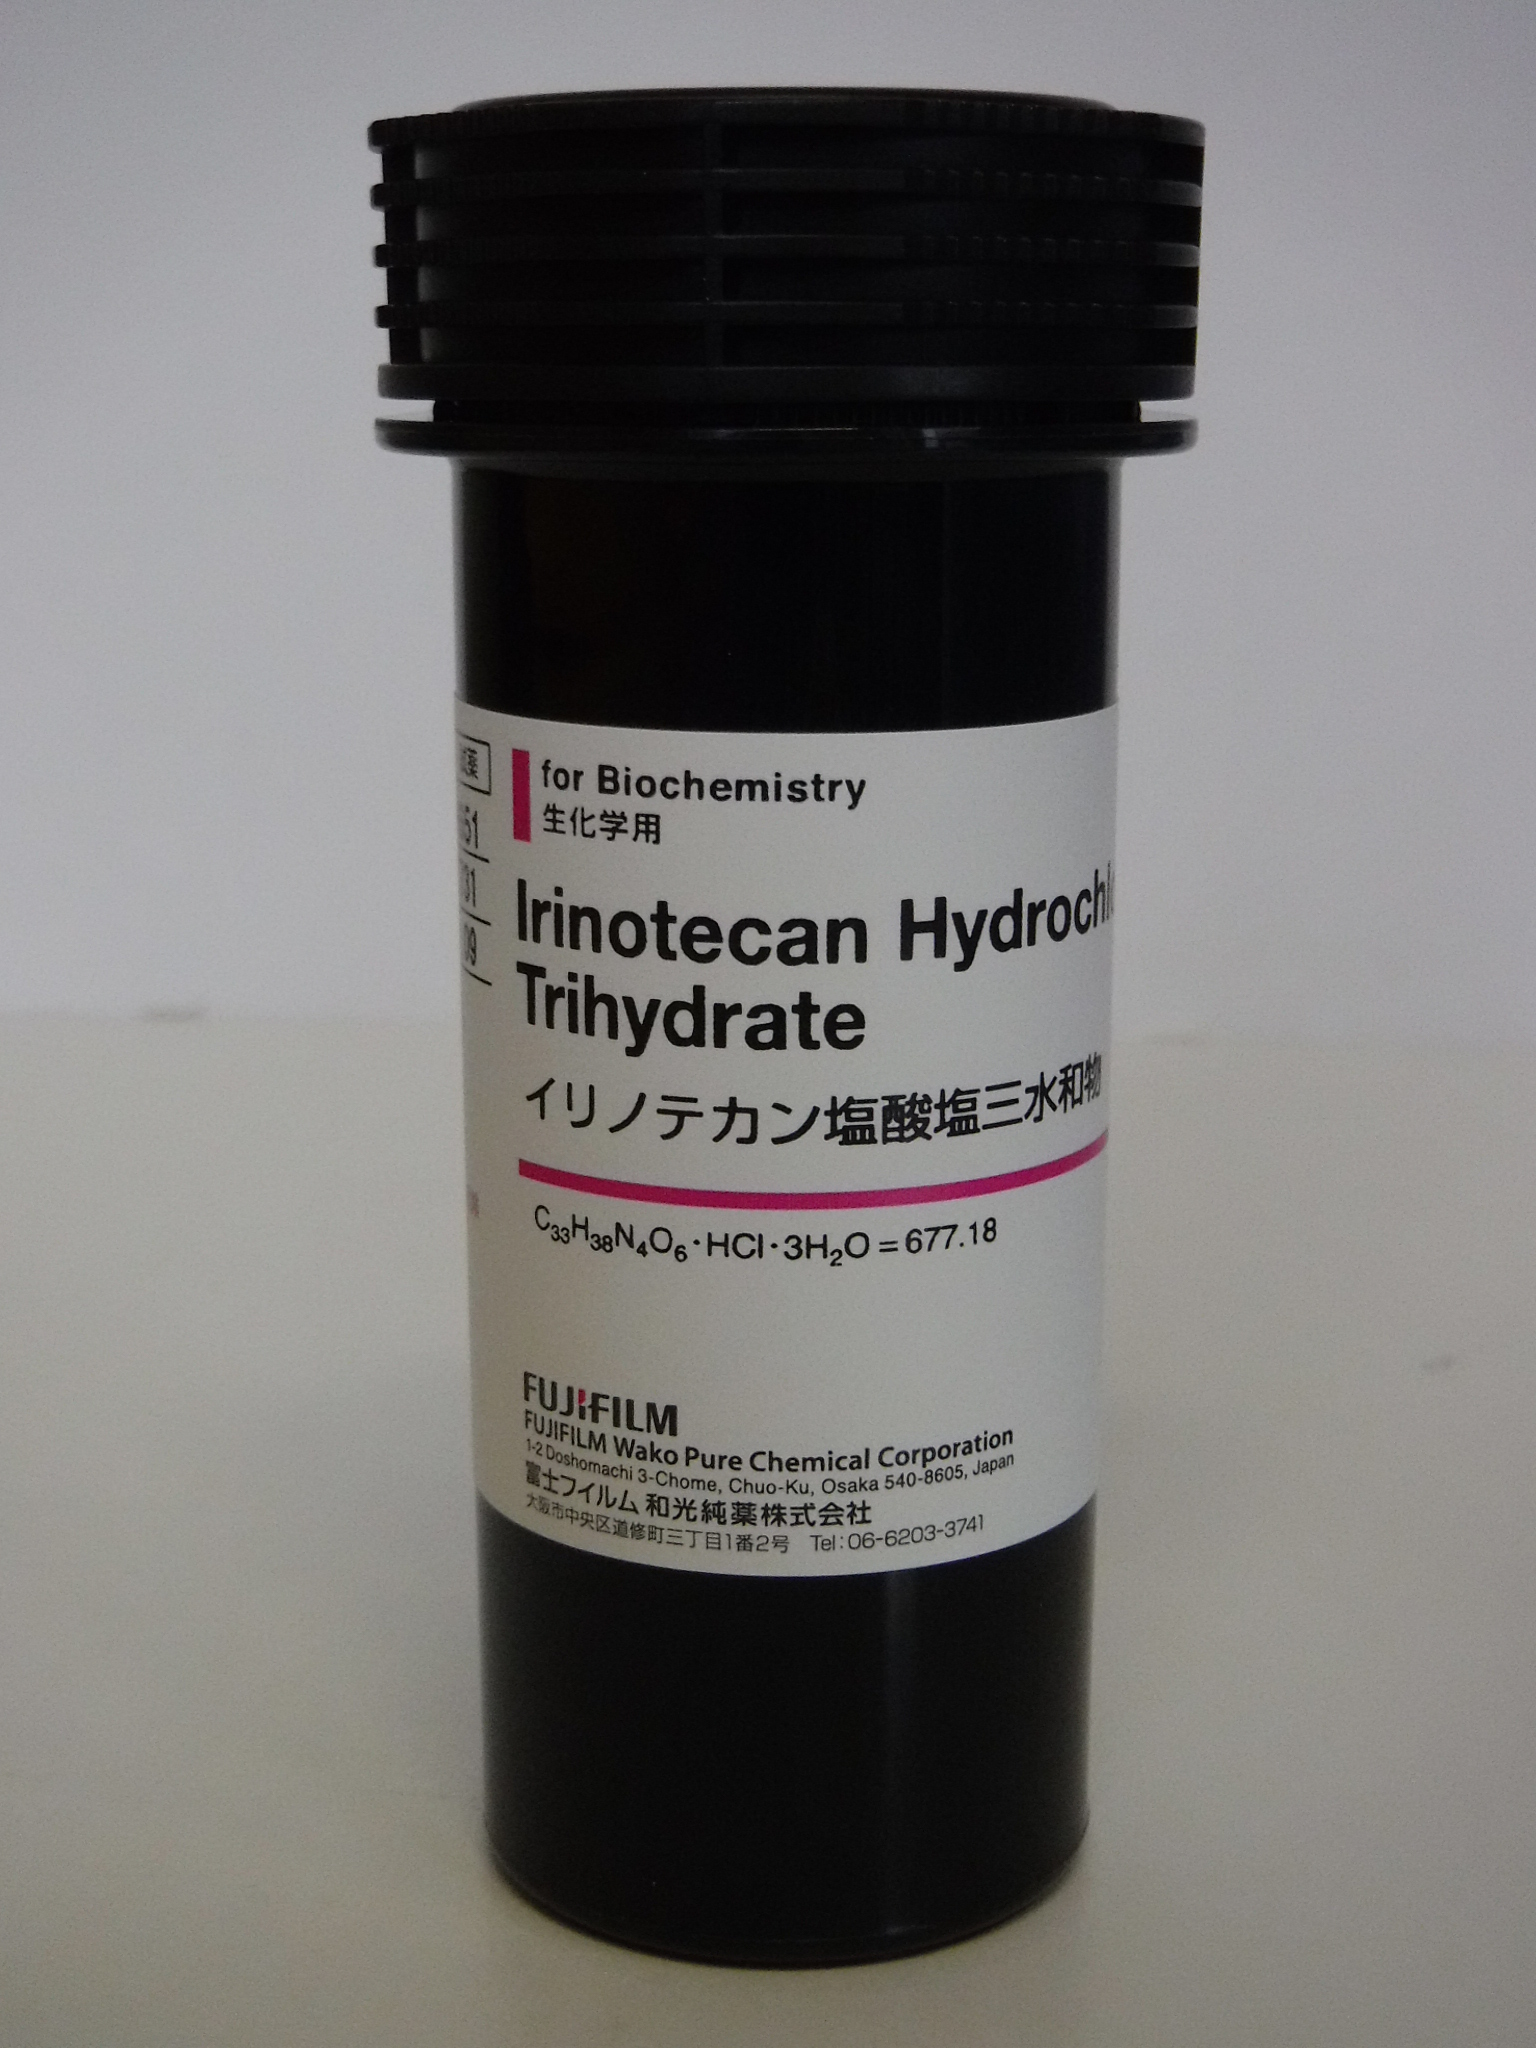 for Biochemistry
生化学用
Irinotecan
Trihydrate
イリノテカン塩酸塩三水和物
C33H38N4O6・HCl・3H2O = 677.18
FUJIFILM
FUJIFILM Wako Pure Chemical Corporation
1-2 Doshomachi 3-Chome, Chuo-Ku, Osaka 540-8605, Japan
富士フイルム 和光純薬株式会社
大阪市中央区道修町三丁目1番2号 Tel:06-6203-3741